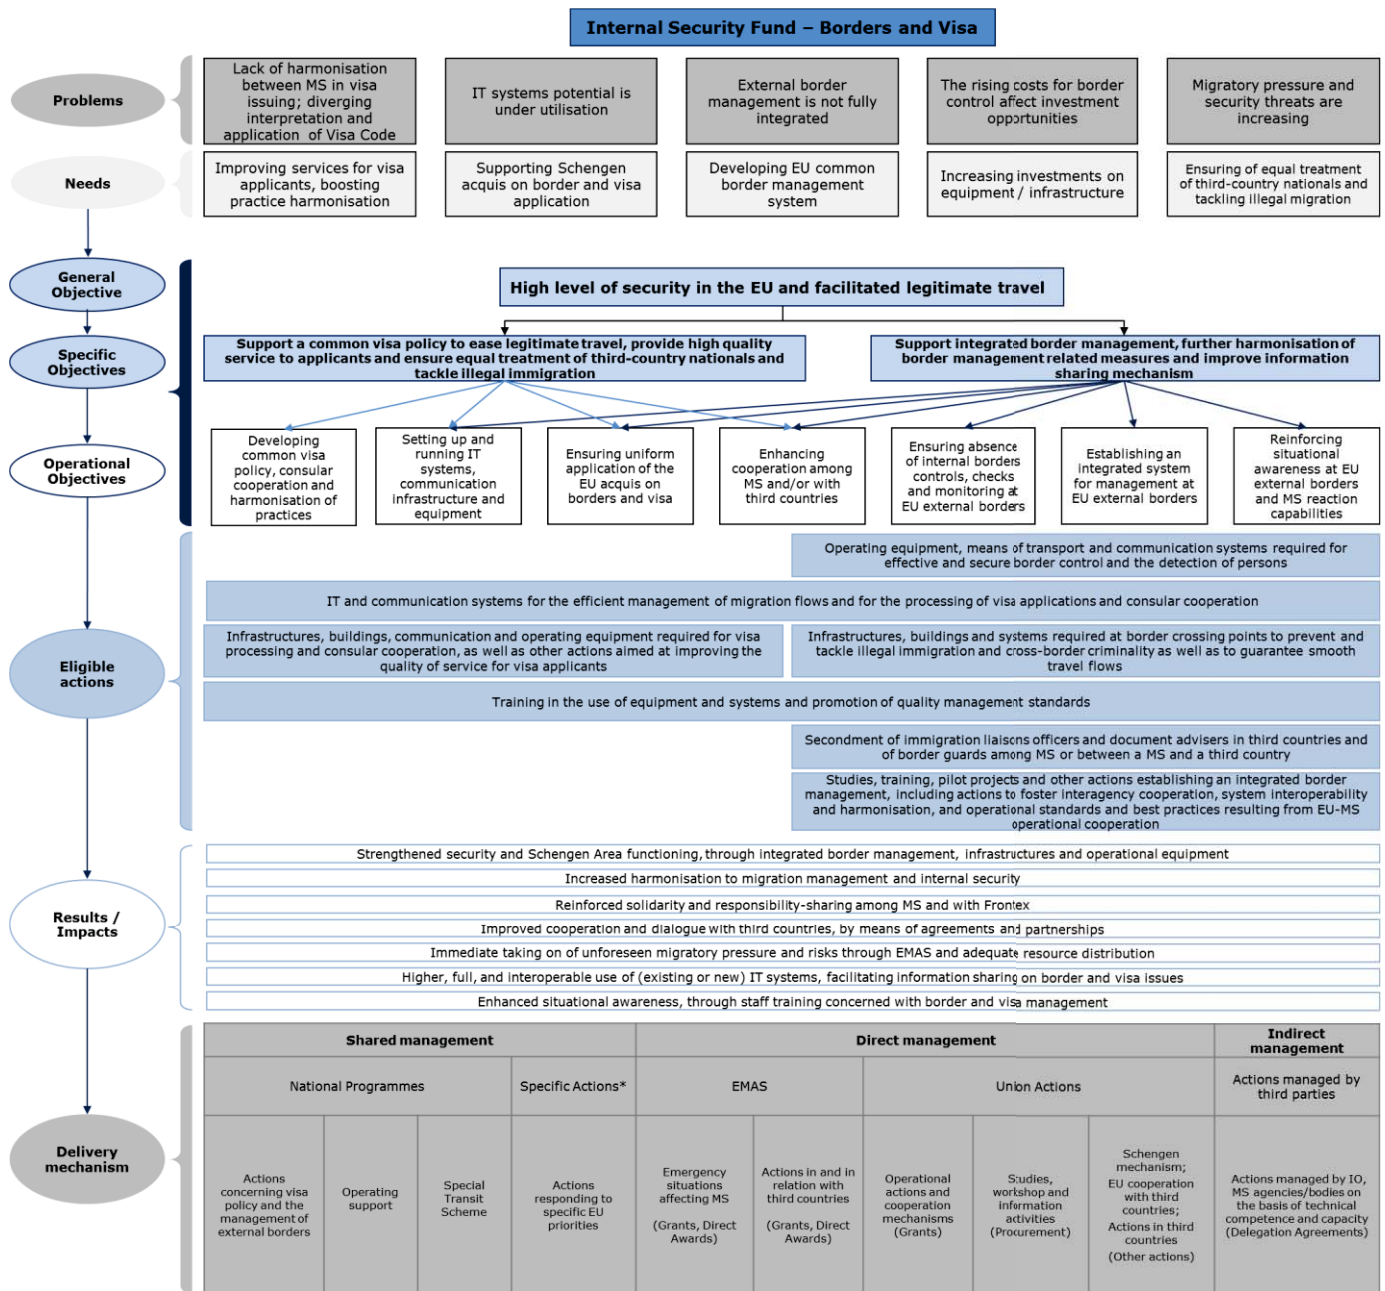 Internal Security Fund – Borders and Visa
Problems
Lack of harmonisation
between MS in visa
issuing; diverging
interpretation and
application of Visa Code
IT systems potential is
under utilisation
External border
management is not fully
integrated
The rising costs for border
control affect investment
opportunities
Migratory pressure and
security threats are
increasing
Needs
Improving services for visa
applicants, boosting
practice harmonisation
Supporting Schengen
acquis on border and visa
application
Developing EU common
border management
system
Increasing investments on
equipment / infrastructure
Ensuring of equal treatment
of third-country nationals and
tackling illegal migration
General
Objective
High level of security in the EU and facilitated legitimate travel
Specific
Objectives
Support a common visa policy to ease legitimate travel, provide high quality
service to applicants and ensure equal treatment of third-country nationals and
tackle illegal immigration
Support integrated border management, further harmonisation of
border management related measures and improve information
sharing mechanism
Operational
Objectives
Developing
common visa
policy, consular
cooperation and
harmonisation of
practices
Setting up and
running IT
systems,
communication
infrastructure and
equipment
Ensuring uniform
application of the
EU acquis on
borders and visa
Enhancing
cooperation among
MS and/or with
third countries
Ensuring absence
of internal borders
controls, checks
and monitoring at
EU external borders
Establishing an
integrated system
for management at
EU external borders
Reinforcing
situational
awareness at EU
external borders
and MS reaction
capabilities
Eligible
actions
Operating equipment, means of transport and communication systems required for
effective and secure border control and the detection of persons
IT and communication systems for the efficient management of migration flows and for the processing of visa applications and consular cooperation
Infrastructures, buildings, communication and operating equipment required for visa
processing and consular cooperation, as well as other actions aimed at improving the
quality of service for visa applicants
Infrastructures, buildings and systems required at border crossing points to prevent and
tackle illegal immigration and cross-border criminality as well as to guarantee smooth
travel flows
Training in the use of equipment and systems and promotion of quality management standards
Secondment of immigration liaisons officers and document advisers in third countries and
of border guards among MS or between a MS and a third country
Studies, training, pilot projects and other actions establishing an integrated border
management, including actions to foster interagency cooperation, system interoperability
and harmonisation, and operational standards and best practices resulting from EU-MS
operational cooperation
Results /
Impacts
Strengthened security and Schengen Area functioning, through integrated border management, infrastructures and operational equipment
Increased harmonisation to migration management and internal security
Reinforced solidarity and responsibility-sharing among MS and with Frontex
Improved cooperation and dialogue with third countries, by means of agreements and partnerships
Immediate taking on of unforeseen migratory pressure and risks through EMAS and adequate resource distribution
Higher, full, and interoperable use of (existing or new) IT systems, facilitating information sharing on border and visa issues
Enhanced situational awareness, through staff training concerned with border and visa management
Delivery
mechanism
Shared management
Direct management
Indirect
management
National Programmes
Specific Actions*
EMAS
Union Actions
Actions managed by
third parties
Actions
concerning visa
policy and the
management of
external borders
Operating
support
Special
Transit
Scheme
Actions
responding to
specific EU
priorities
Emergency
situations
affecting MS
(Grants, Direct
Awards)
Actions in and in
relation with
third countries
(Grants, Direct
Awards)
Operational
actions and
cooperation
mechanisms
(Grants)
Studies,
workshop and
information
activities
(Procurement)
Schengen
mechanism;
EU cooperation
with third
countries;
Actions in third
countries
(Other actions)
Actions managed by IO,
MS agencies/bodies on
the basis of technical
competence and capacity
(Delegation Agreements)